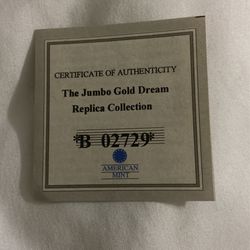 CERTIFICATE OF AUTHENTICITY
The Jumbo Gold Dream
Replica Collection
*B 02729*
AMERICAN
MINT